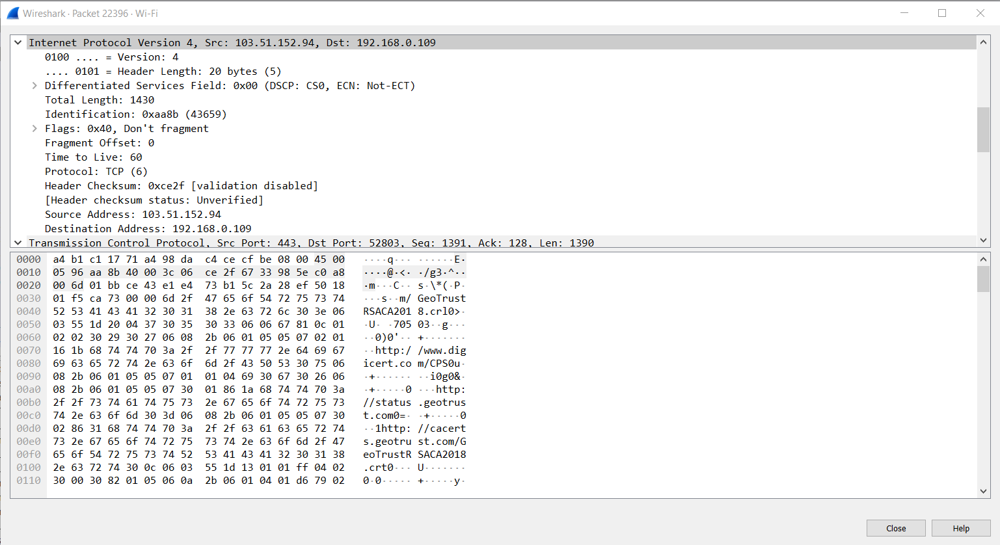 Wireshark · Packet 22396 · Wi-Fi
Internet Protocol Version 4, Src: 103.51.152.94, Dst: 192.168.0.109
0100 .... = Version: 4
.... 0101 = Header Length: 20 bytes (5)
Differentiated Services Field: 0x00 (DSCP: CS0, ECN: Not-ECT)
Total Length: 1430
Identification: 0xaa8b (43659)
Flags: 0x40, Don't fragment
Fragment Offset: 0
Time to Live: 60
Protocol: TCP (6)
Header Checksum: 0xce2f [validation disabled]
[Header checksum status: Unverified]
Source Address: 103.51.152.94
Destination Address: 192.168.0.109
Transmission Control Protocol, Src Port: 443, Dst Port: 52803, Seq: 1391, Ack: 128, Len: 1390
0000 a4 b1 c1 17 71 a4 98 da c4 ce cf be 08 00 45 00 ····q··· ······E·
0010 05 96 aa 8b 40 00 3c 06 ce 2f 67 33 98 5e c0 a8 ····@·<· ·/g3·^··
0020 00 6d 01 bb ce 43 e1 e4 73 b1 5c 2a 28 ef 50 18 ·m···C·· s·\*(·P·
0030 01 f5 ca 73 00 00 6d 2f 47 65 6f 54 72 75 73 74 ···s··m/ GeoTrust
0040 52 53 41 43 41 32 30 31 38 2e 63 72 6c 30 3e 06 RSACA201 8.crl0>·
0050 03 55 1d 20 04 37 30 35 30 33 06 06 67 81 0c 01 ·U· ·705 03··g···
0060 02 02 30 29 30 27 06 08 2b 06 01 05 05 07 02 01 ··0)0'·· +·······
0070 16 1b 68 74 74 70 3a 2f 2f 77 77 77 2e 64 69 67 ··http:/ /www.dig
0080 69 63 65 72 74 2e 63 6f 6d 2f 43 50 53 30 75 06 icert.co m/CPS0u·
0090 08 2b 06 01 05 05 07 01 01 04 69 30 67 30 26 06 ·+······ ··i0g0&·
00a0 08 2b 06 01 05 05 07 30 01 86 1a 68 74 74 70 3a ·+·····0 ···http:
00b0 2f 2f 73 74 61 74 75 73 2e 67 65 6f 74 72 75 73 //status .geotrus
00c0 74 2e 63 6f 6d 30 3d 06 08 2b 06 01 05 05 07 30 t.com0=· ·+·····0
00d0 02 86 31 68 74 74 70 3a 2f 2f 63 61 63 65 72 74 ··1http: //cacert
00e0 73 2e 67 65 6f 74 72 75 73 74 2e 63 6f 6d 2f 47 s.geotru st.com/G
00f0 65 6f 54 72 75 73 74 52 53 41 43 41 32 30 31 38 eoTrustR SACA2018
0100 2e 63 72 74 30 0c 06 03 55 1d 13 01 01 ff 04 02 .crt0··· U·······
0110 30 00 30 82 01 05 06 0a 2b 06 01 04 01 d6 79 02 0·0····· +·····y·
Close Help